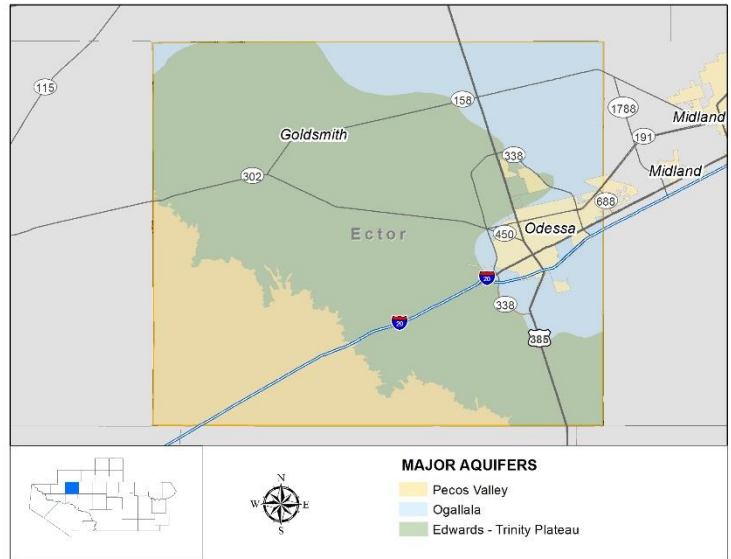 115
158
1788
Midland
191
Goldsmith
338
Midland
302
688
Ector
450
Odessa
20
338
20
385
MAJOR AQUIFERS
N
Pecos Valley
W E
Ogallala
S
Edwards - Trinity Plateau